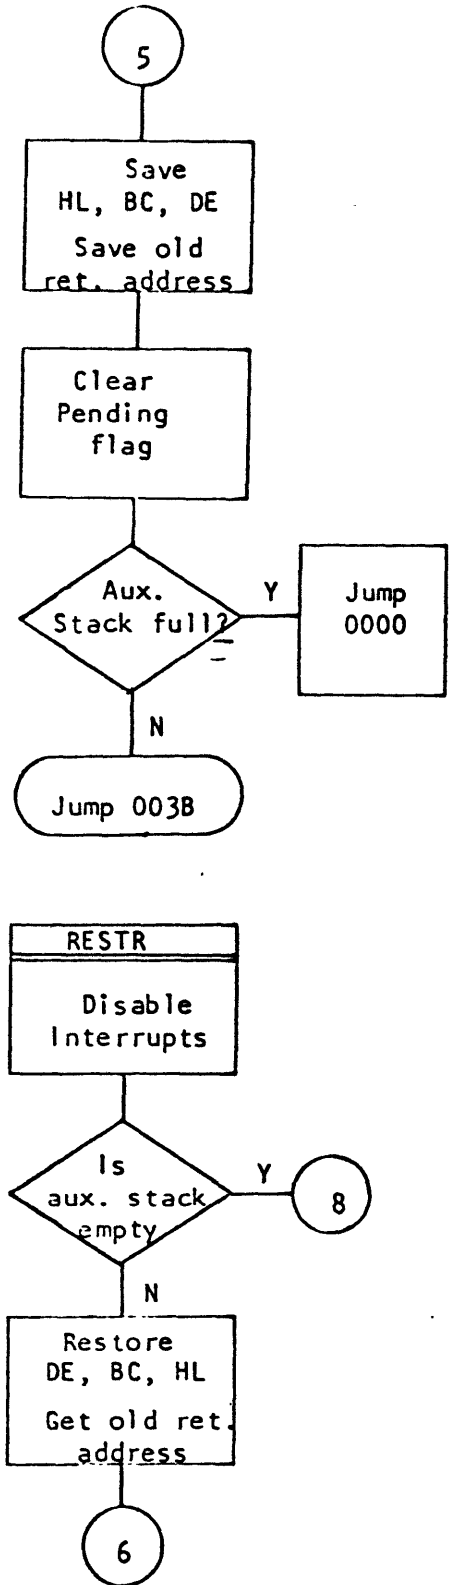 5
Save
HL, BC, DE
Save old
ret. address
Clear
Pending
flag
Aux.
Stack full?
Y
Jump
0000
N
Jump 003B
RESTR
Disable
Interrupts
Is
aux. stack
empty
Y
8
N
Restore
DE, BC, HL
Get old ret.
address
6